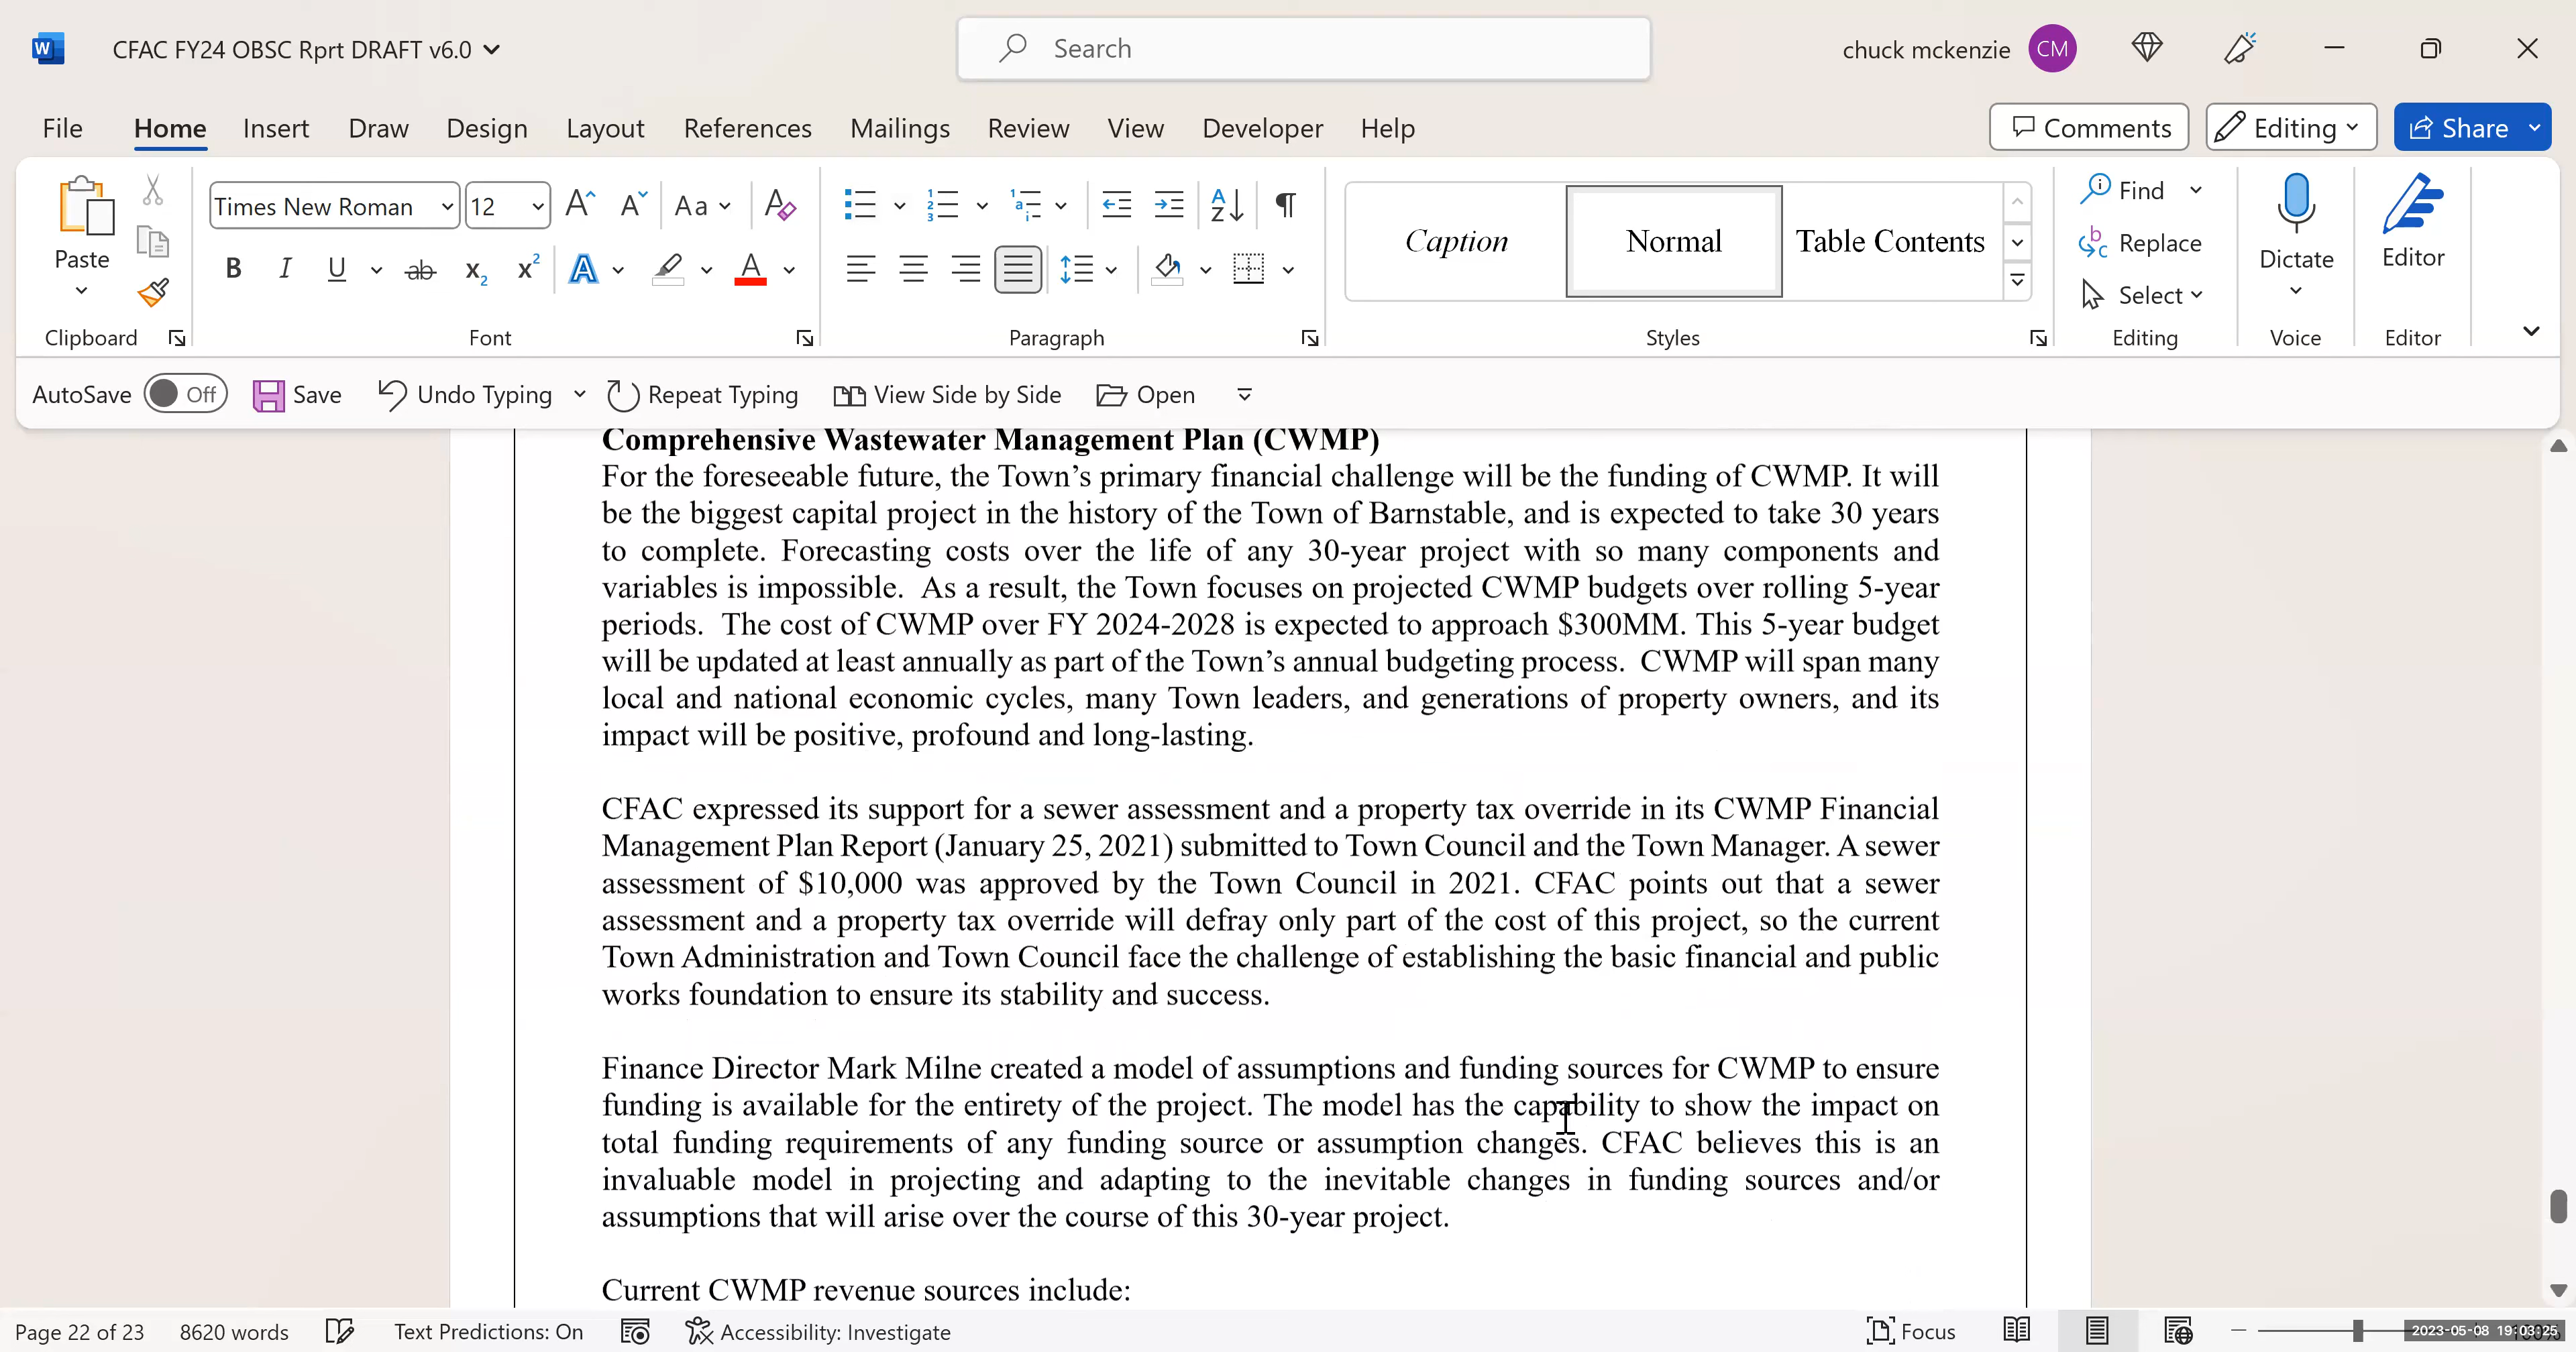 W CFAC FY24 OBSC Rprt DRAFT v6.0 Search chuck mckenzie CM
File Home Insert Draw Design Layout References Mailings Review View Developer Help Comments Editing Share
Paste
Clipboard
Times New Roman 12 Aa
B I U ab x2 x2 A A
Font
Paragraph
Caption Normal Table Contents
Styles
Find
Replace
Select
Editing
Dictate
Voice
Editor
Editor
AutoSave Off Save Undo Typing Repeat Typing View Side by Side Open
Comprehensive Wastewater Management Plan (CWMP)
For the foreseeable future, the Town’s primary financial challenge will be the funding of CWMP. It will
be the biggest capital project in the history of the Town of Barnstable, and is expected to take 30 years
to complete. Forecasting costs over the life of any 30-year project with so many components and
variables is impossible. As a result, the Town focuses on projected CWMP budgets over rolling 5-year
periods. The cost of CWMP over FY 2024-2028 is expected to approach $300MM. This 5-year budget
will be updated at least annually as part of the Town’s annual budgeting process. CWMP will span many
local and national economic cycles, many Town leaders, and generations of property owners, and its
impact will be positive, profound and long-lasting.
CFAC expressed its support for a sewer assessment and a property tax override in its CWMP Financial
Management Plan Report (January 25, 2021) submitted to Town Council and the Town Manager. A sewer
assessment of $10,000 was approved by the Town Council in 2021. CFAC points out that a sewer
assessment and a property tax override will defray only part of the cost of this project, so the current
Town Administration and Town Council face the challenge of establishing the basic financial and public
works foundation to ensure its stability and success.
Finance Director Mark Milne created a model of assumptions and funding sources for CWMP to ensure
funding is available for the entirety of the project. The model has the capability to show the impact on
total funding requirements of any funding source or assumption changes. CFAC believes this is an
invaluable model in projecting and adapting to the inevitable changes in funding sources and/or
assumptions that will arise over the course of this 30-year project.
Current CWMP revenue sources include:
Page 22 of 23 8620 words Text Predictions: On Accessibility: Investigate Focus 2023-05-08 19:03:25